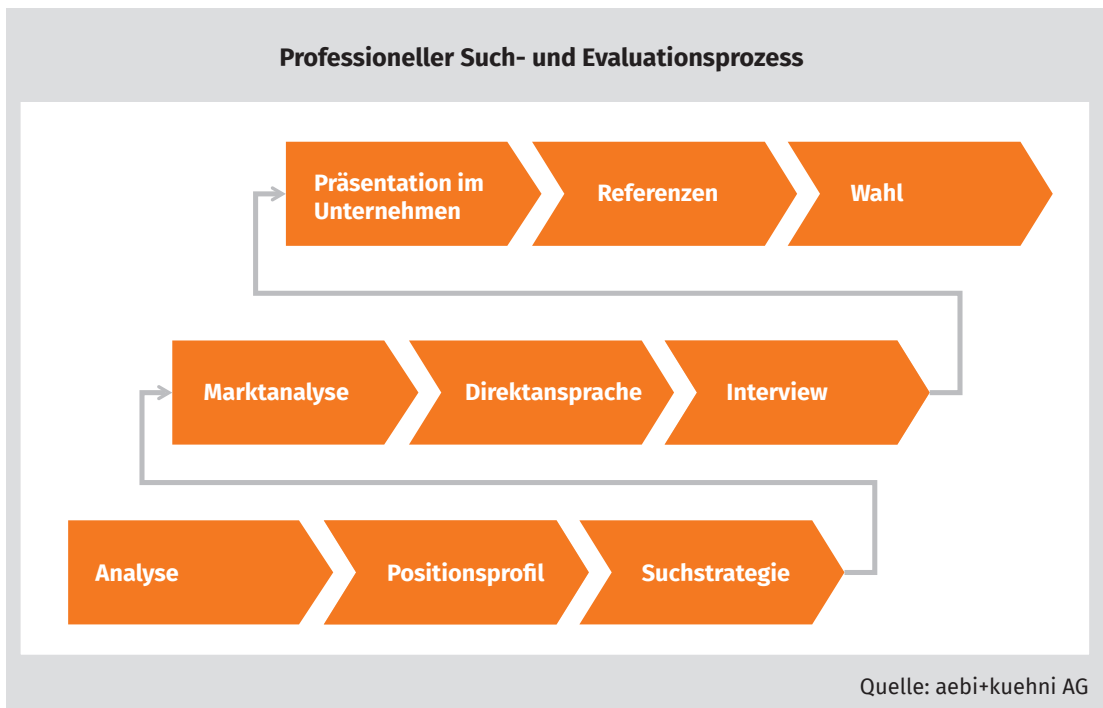 Professioneller Such- und Evaluationsprozess
Präsentation im
Unternehmen
Referenzen
Wahl
Marktanalyse
Direktansprache
Interview
Analyse
Positionsprofil
Suchstrategie
Quelle: aebi+kuehni AG